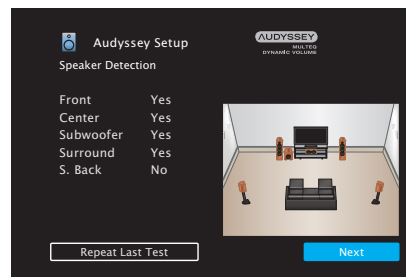 Audyssey Setup
AUDYSSEY
MULTEQ
DYNAMIC VOLUME
Speaker Detection
Front Yes
Center Yes
Subwoofer Yes
Surround Yes
S. Back No
Repeat Last Test
Next